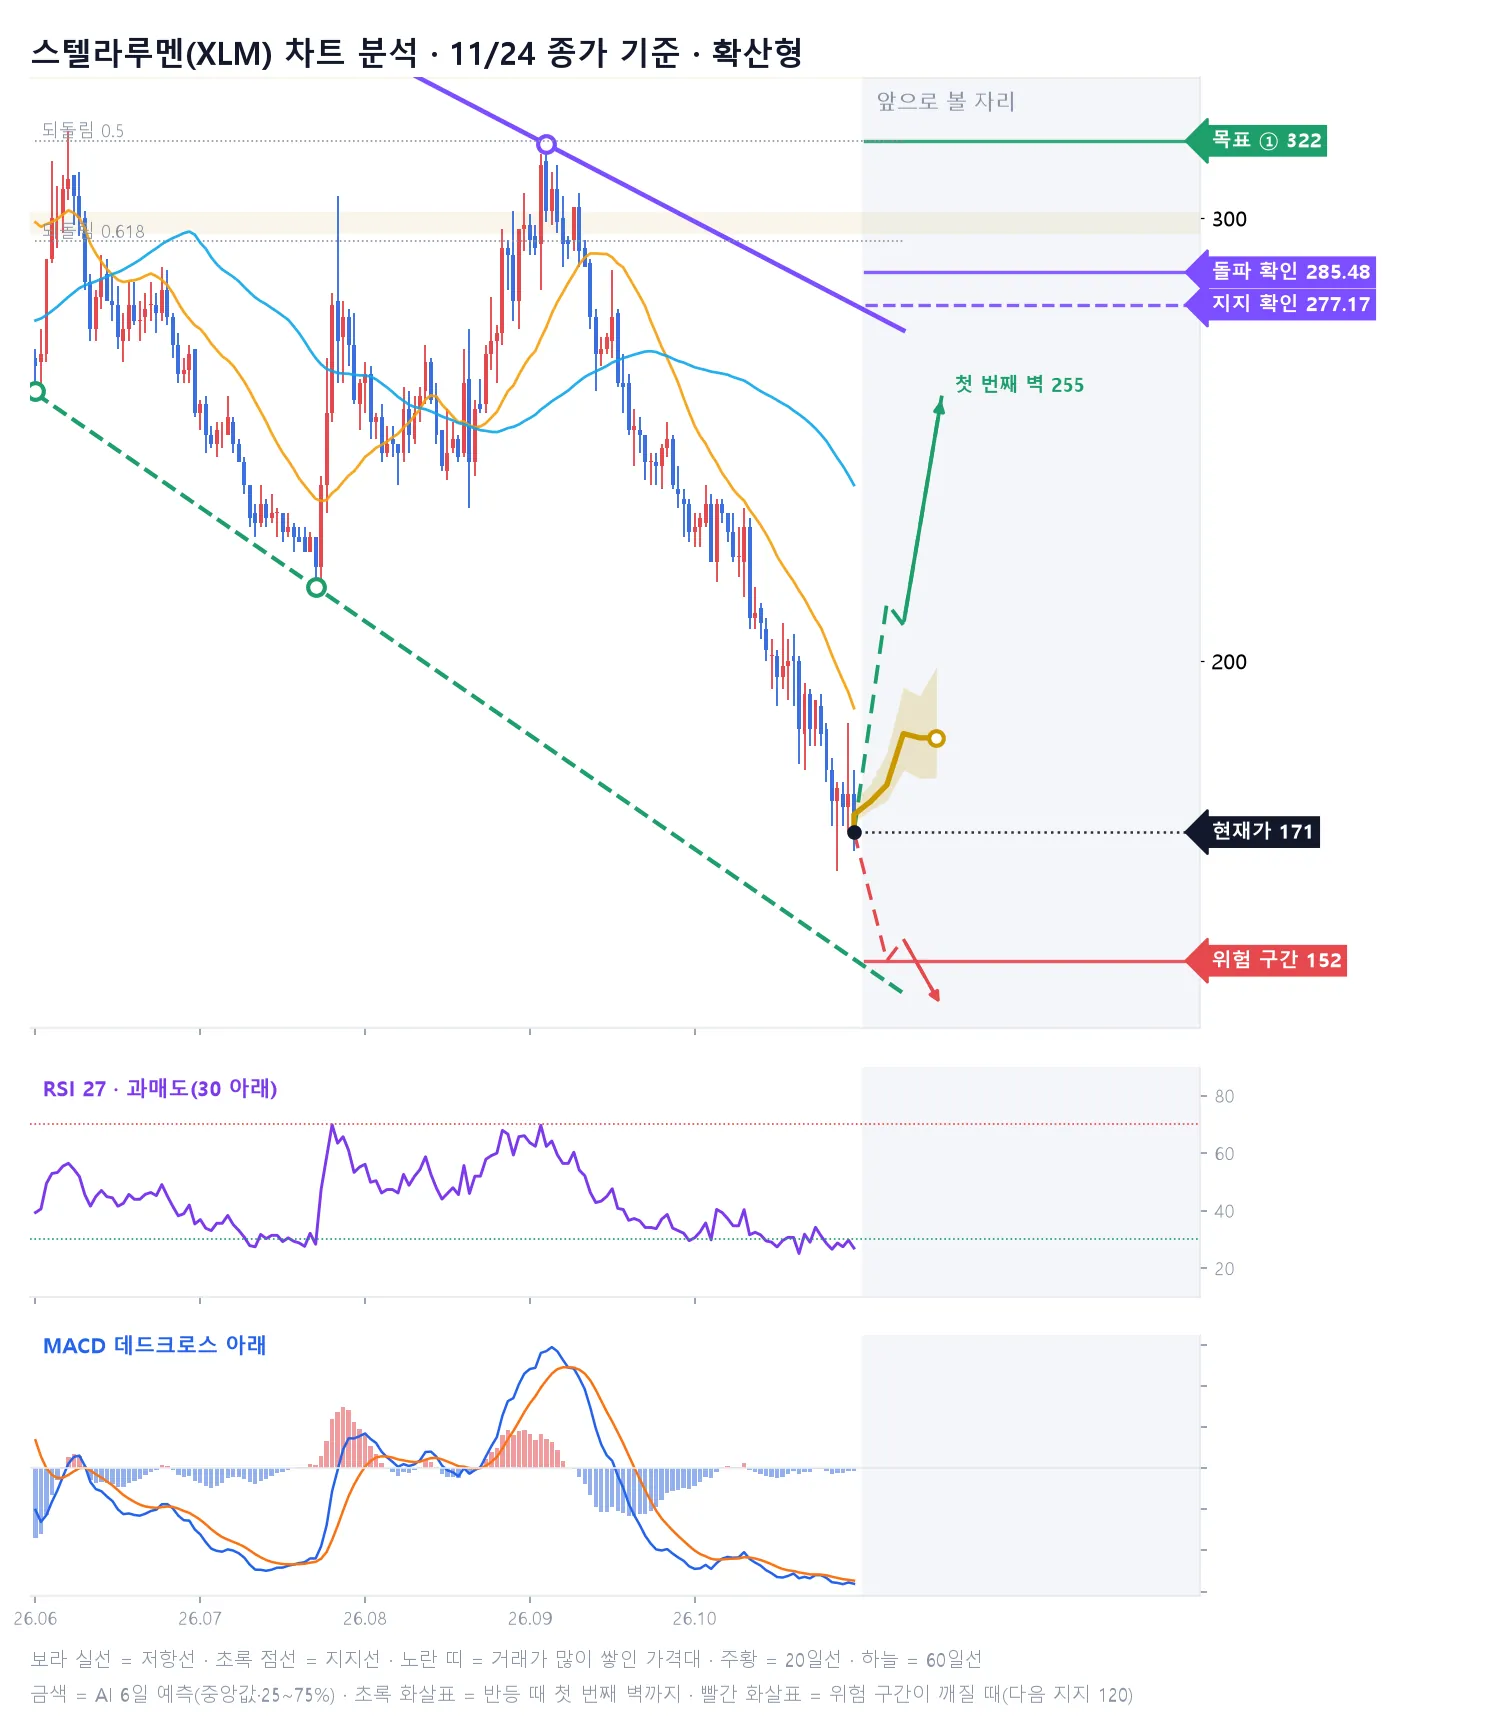 스텔라루멘(XLM) 차트 분석 · 11/24 종가 기준 · 확산형
앞으로 볼 자리
되돌림 0.5
목표 ① 322
300
되돌림 0.618
돌파 확인 285.48
지지 확인 277.17
첫 번째 벽 255
200
현재가 171
위험 구간 152
RSI 27 · 과매도(30 아래)
80
60
40
20
MACD 데드크로스 아래
26.06 26.07 26.08 26.09 26.10
보라 실선 = 저항선 · 초록 점선 = 지지선 · 노란 띠 = 거래가 많이 쌓인 가격대 · 주황 = 20일선 · 하늘 = 60일선
금색 = AI 6일 예측(중앙값·25~75%) · 초록 화살표 = 반등 때 첫 번째 벽까지 · 빨간 화살표 = 위험 구간이 깨질 때(다음 지지 120)